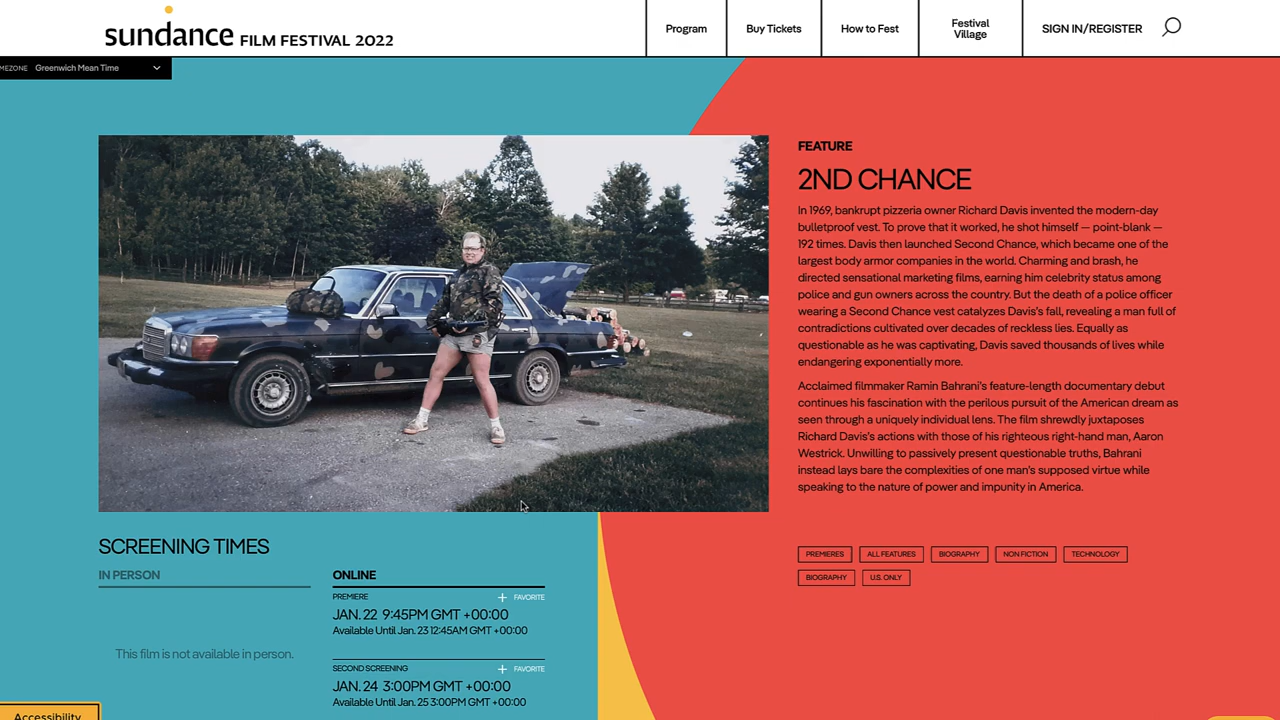 sundance FILM FESTIVAL 2022
Program
Buy Tickets
How to Fest
Festival
Village
SIGN IN/REGISTER
Greenwich Mean Time
FEATURE
2ND CHANCE
In 1969, bankrupt pizzeria owner Richard Davis invented the modern-day
bulletproof vest. To prove that it worked, he shot himself — point-blank —
192 times. Davis then launched Second Chance, which became one of the
largest body armor companies in the world. Charming and brash, he
directed sensational marketing films, earning him celebrity status among
police and gun owners across the country. But the death of a police officer
wearing a Second Chance vest catalyzes Davis's fall, revealing a man full of
contradictions cultivated over decades of reckless lies. Equally as
questionable as he was captivating, Davis saved thousands of lives while
endangering exponentially more.
Acclaimed filmmaker Ramin Bahrani's feature-length documentary debut
continues his fascination with the perilous pursuit of the American dream as
seen through a uniquely individual lens. The film shrewdly juxtaposes
Richard Davis's actions with those of his righteous right-hand man, Aaron
Westrick. Unwilling to passively present questionable truths, Bahrani
instead lays bare the complexities of one man's supposed virtue while
speaking to the nature of power and impunity in America.
PREMIERES
ALL FEATURES
BIOGRAPHY
NON FICTION
TECHNOLOGY
BIOGRAPHY
U.S. ONLY
SCREENING TIMES
IN PERSON
This film is not available in person.
ONLINE
PREMIERE
+ FAVORITE
JAN. 22 9:45PM GMT +00:00
Available Until Jan. 23 12:45AM GMT +00:00
SECOND SCREENING
+ FAVORITE
JAN. 24 3:00PM GMT +00:00
Available Until Jan. 25 3:00PM GMT +00:00
Accessibility